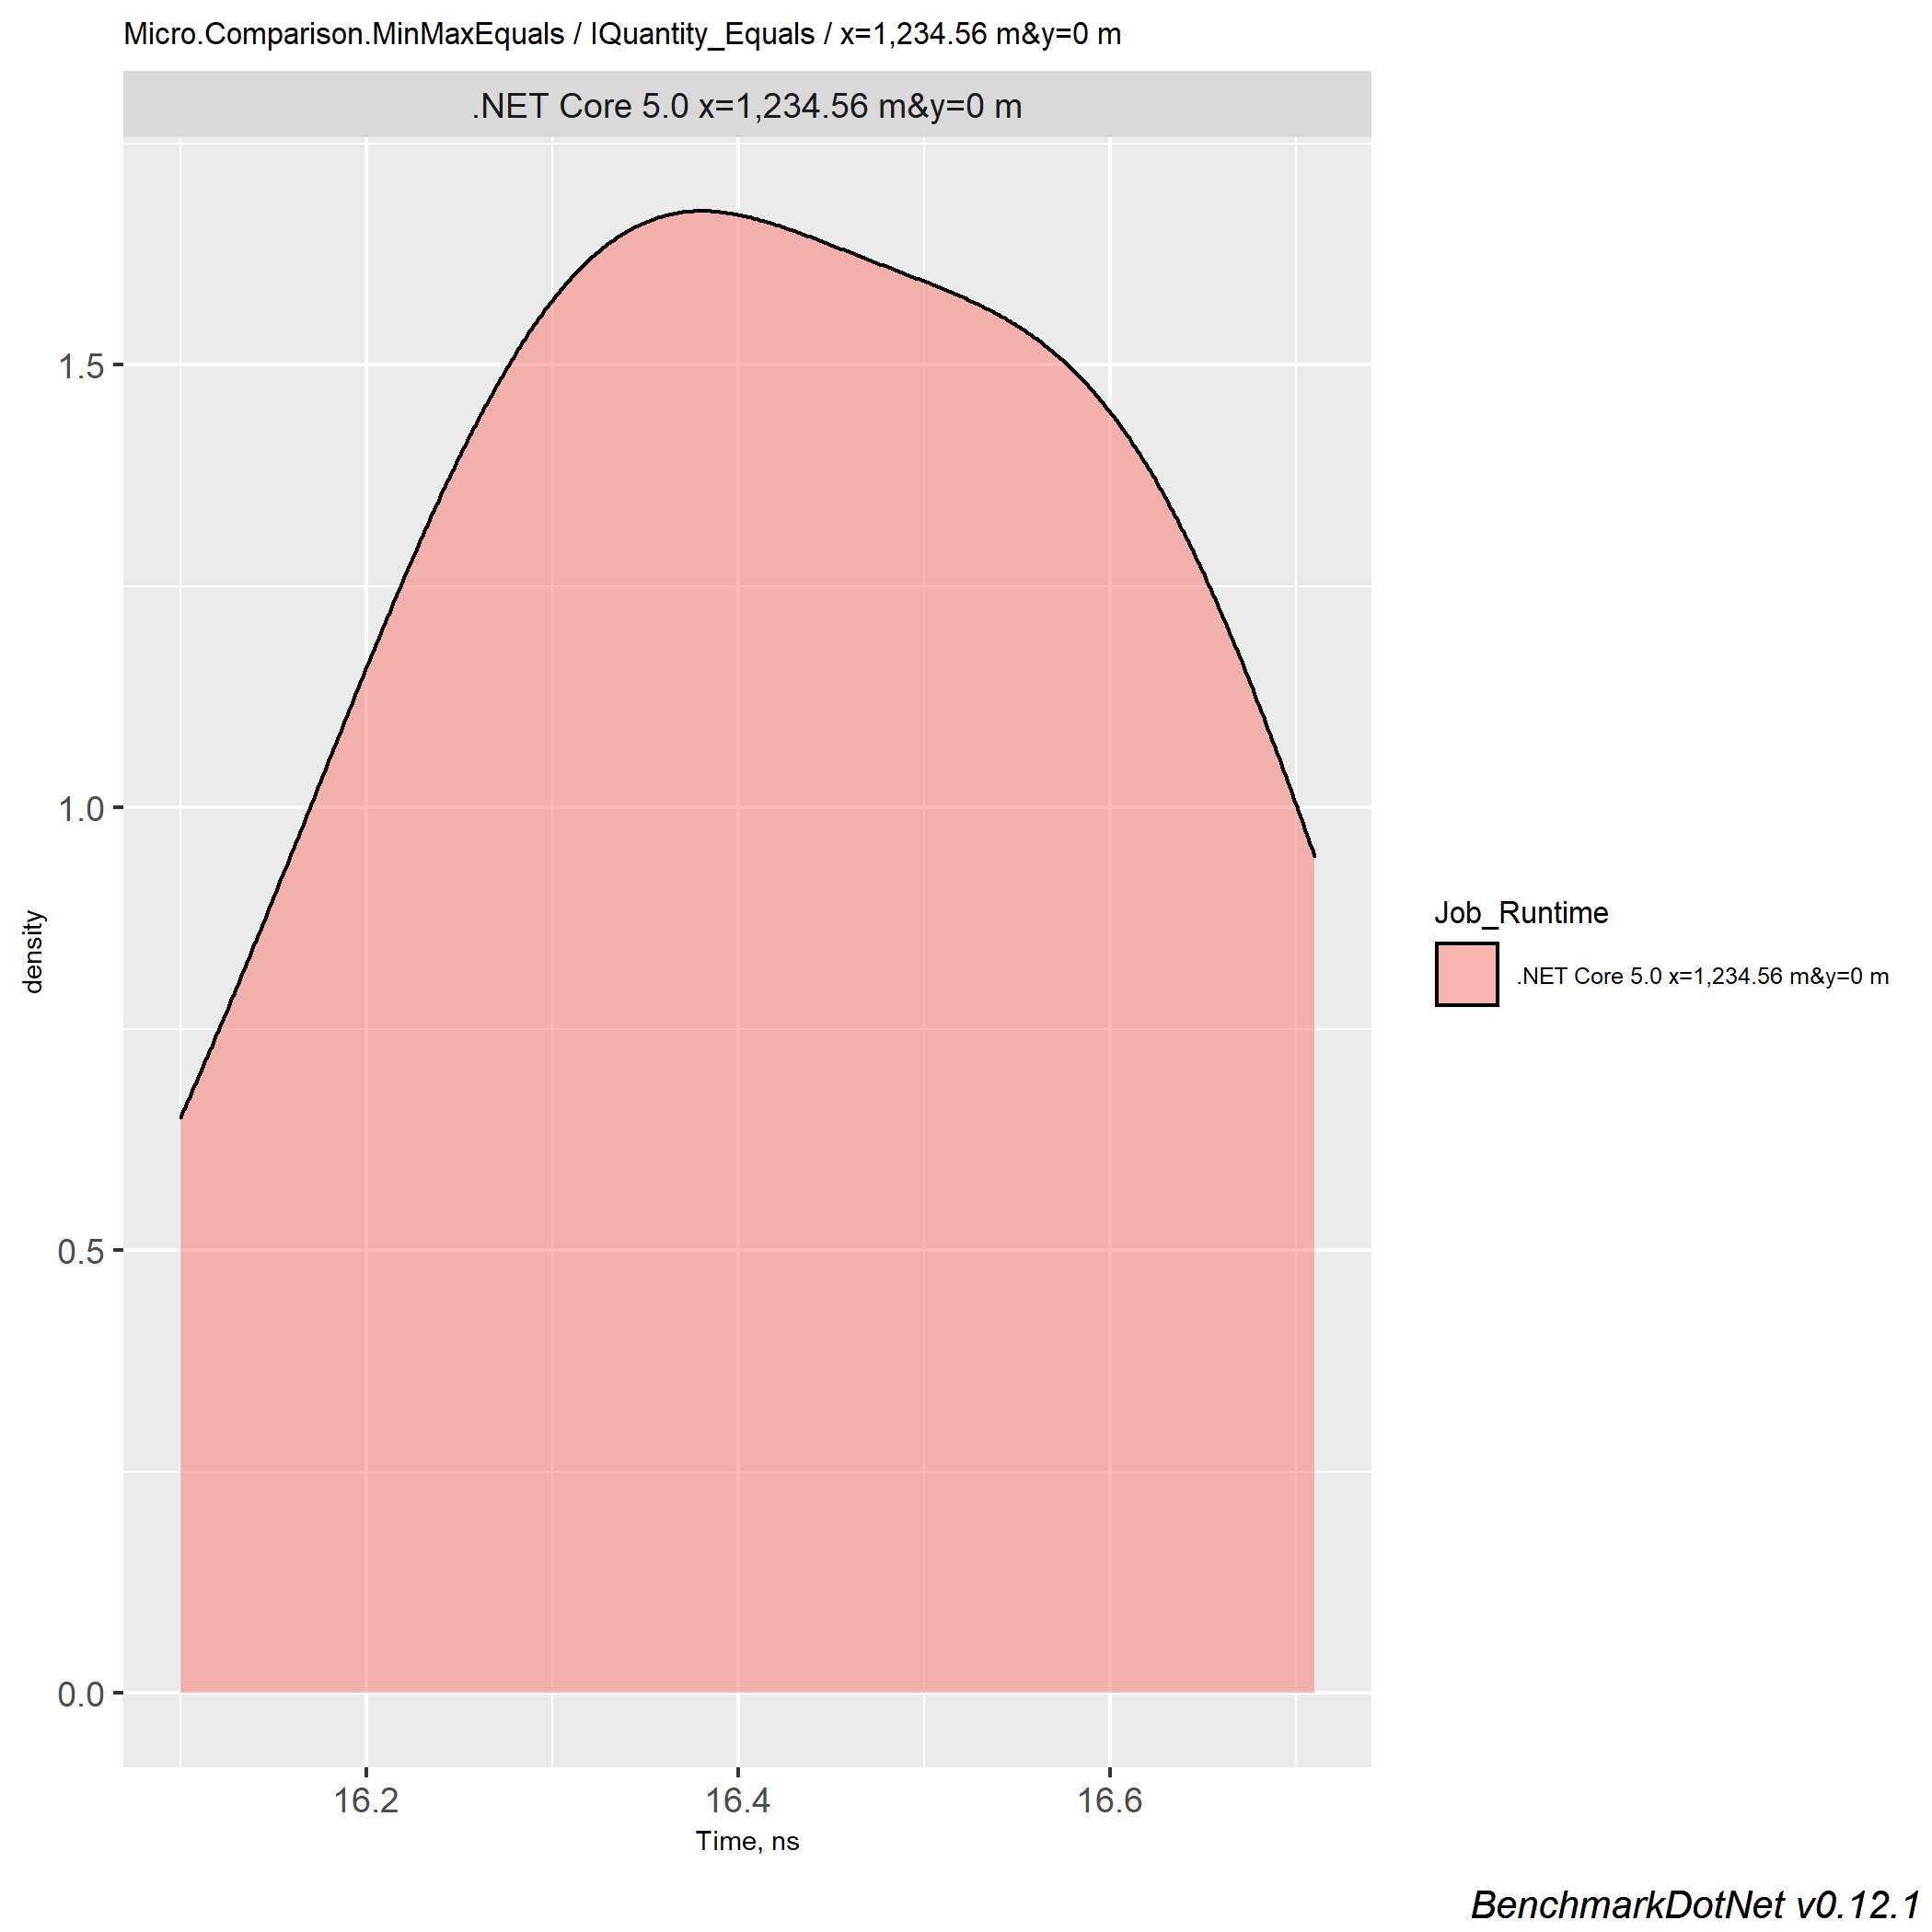 Micro.Comparison.MinMaxEquals / IQuantity_Equals / x=1,234.56 m&y=0 m
.NET Core 5.0 x=1,234.56 m&y=0 m
1.5
1.0
0.5
0.0
density
16.2
16.4
16.6
Time, ns
Job_Runtime
.NET Core 5.0 x=1,234.56 m&y=0 m
BenchmarkDotNet v0.12.1